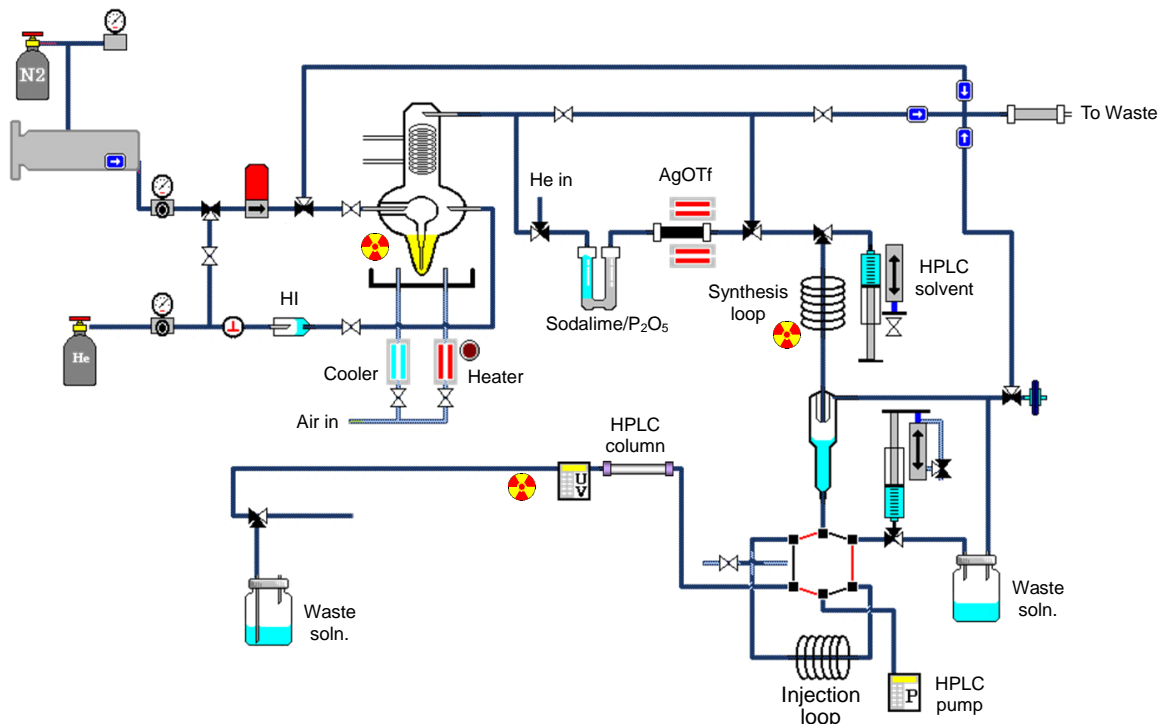 N2
To Waste
He in
AgOTf
HPLC
solvent
Synthesis
loop
HI
Sodalime/P₂O₅
He
Cooler
Heater
Air in
HPLC
column
U
V
Waste
soln.
Waste
soln.
Injection
loop
P
HPLC
pump